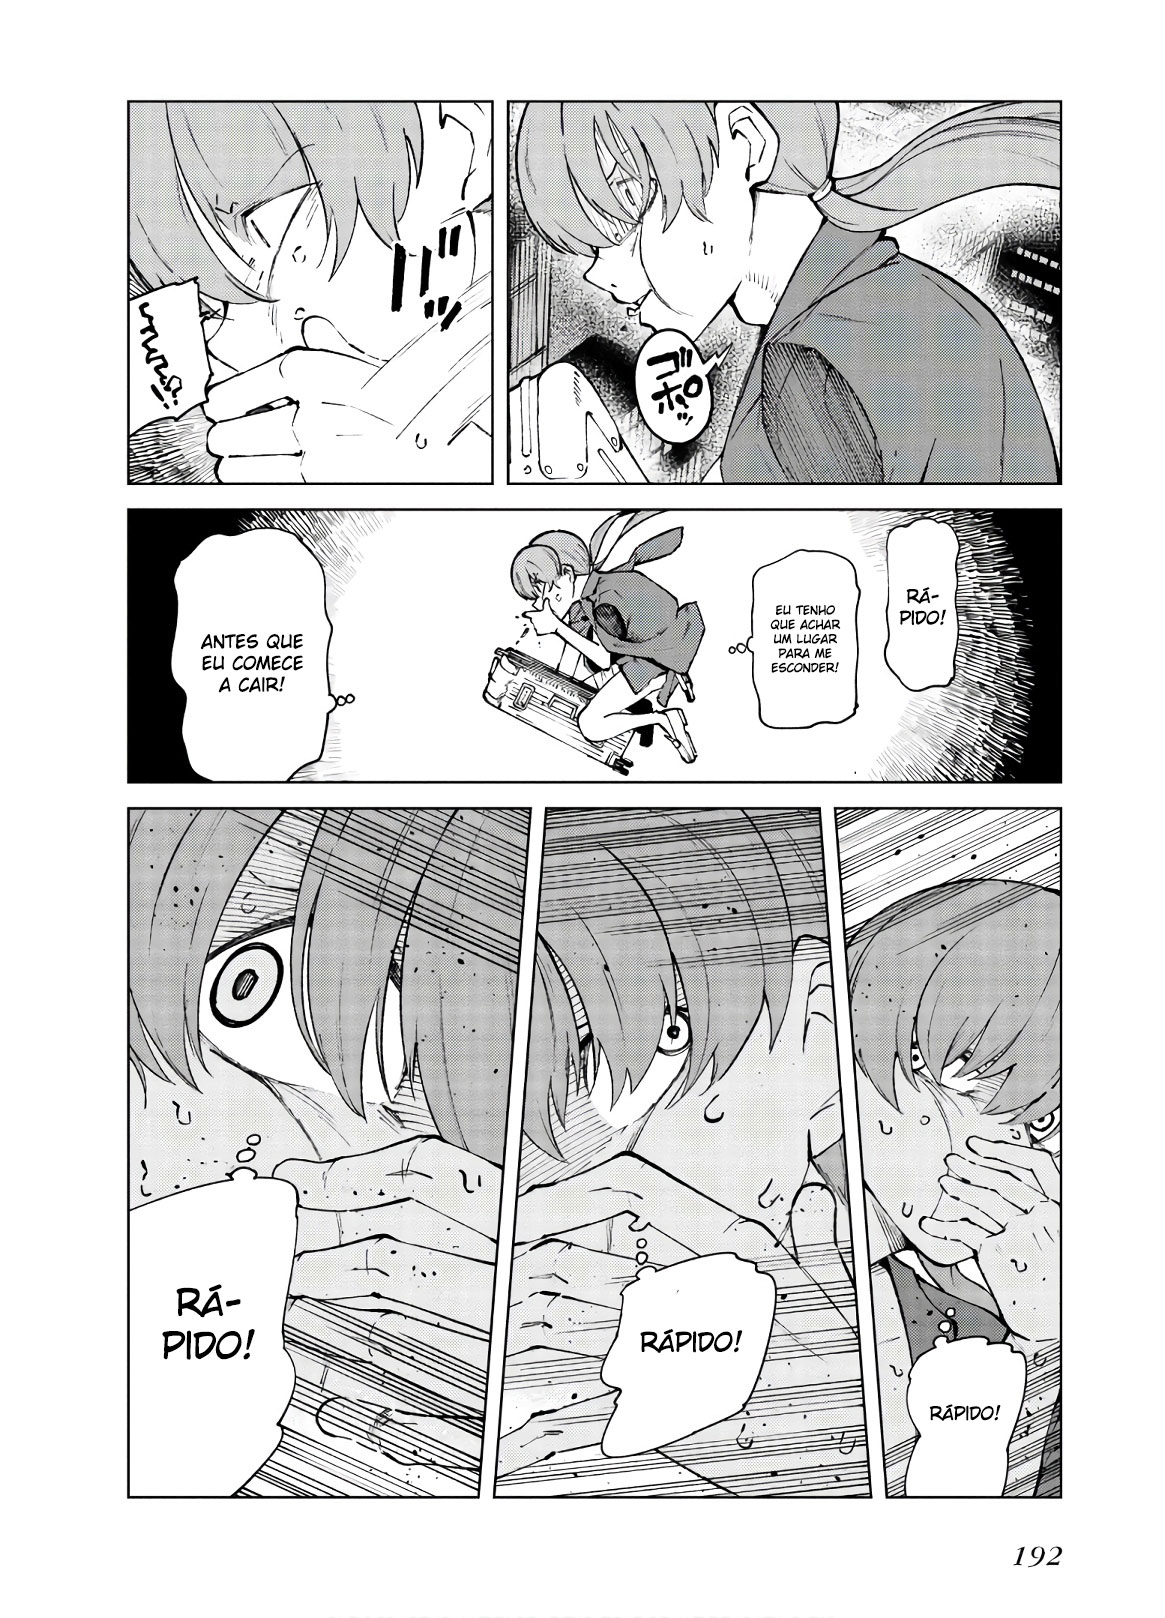 ゴ
ポッ
RÁ-
PIDO!
EU TENHO
QUE ACHAR
UM LUGAR
PARA ME
ESCONDER!
ANTES QUE
EU COMECE
A CAIR!
RÁPIDO!
RÁPIDO!
RÁ-
PIDO!
192